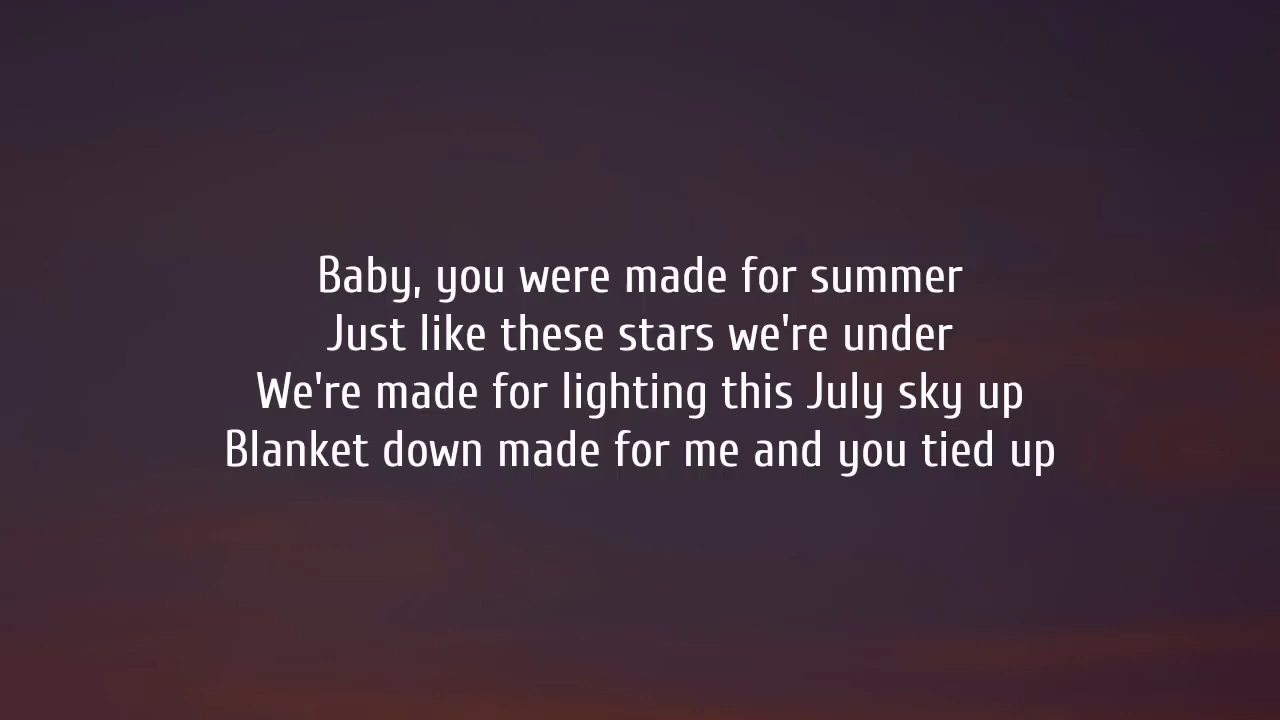 Baby, you were made for summer
Just like these stars we're under
We're made for lighting this July sky up
Blanket down made for me and you tied up